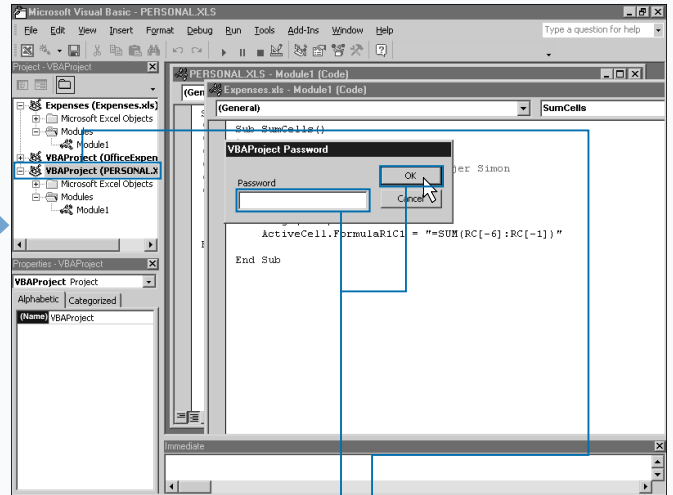 Microsoft Visual Basic - PERSONAL.XLS
File Edit View Insert Format Debug Run Tools Add-Ins Window Help
Type a question for help
Project - VBAProject
Expenses (Expenses.xls)
Microsoft Excel Objects
Modules
Module1
VBAProject (OfficeExpen
VBAProject (PERSONAL.X
Microsoft Excel Objects
Modules
Module1
Properties - VBAProject
VBAProject Project
Alphabetic Categorized
(Name) VBAProject
PERSONAL.XLS - Module1 (Code)
(Gen
Expenses.xls - Module1 (Code)
(General) SumCells
Sub SumCells()
VBAProject Password
Password
OK
Cancel
Simon
ActiveCell.FormulaR1C1 = "=SUM(RC[-6]:RC[-1])"
End Sub
Immediate